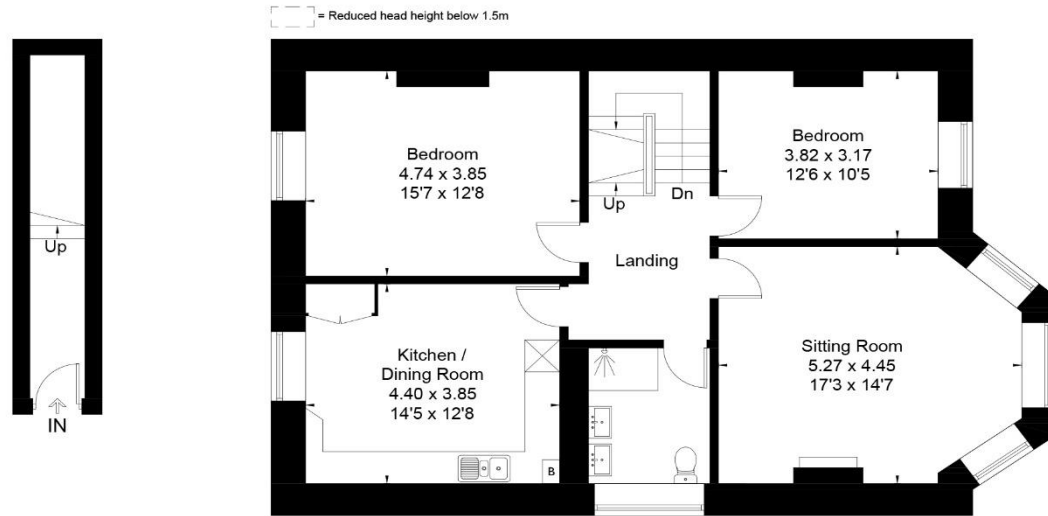 = Reduced head height below 1.5m
Up
IN
Bedroom
4.74 x 3.85
15'7 x 12'8
Up
Dn
Bedroom
3.82 x 3.17
12'6 x 10'5
Landing
Kitchen /
Dining Room
4.40 x 3.85
14'5 x 12'8
Sitting Room
5.27 x 4.45
17'3 x 14'7
B